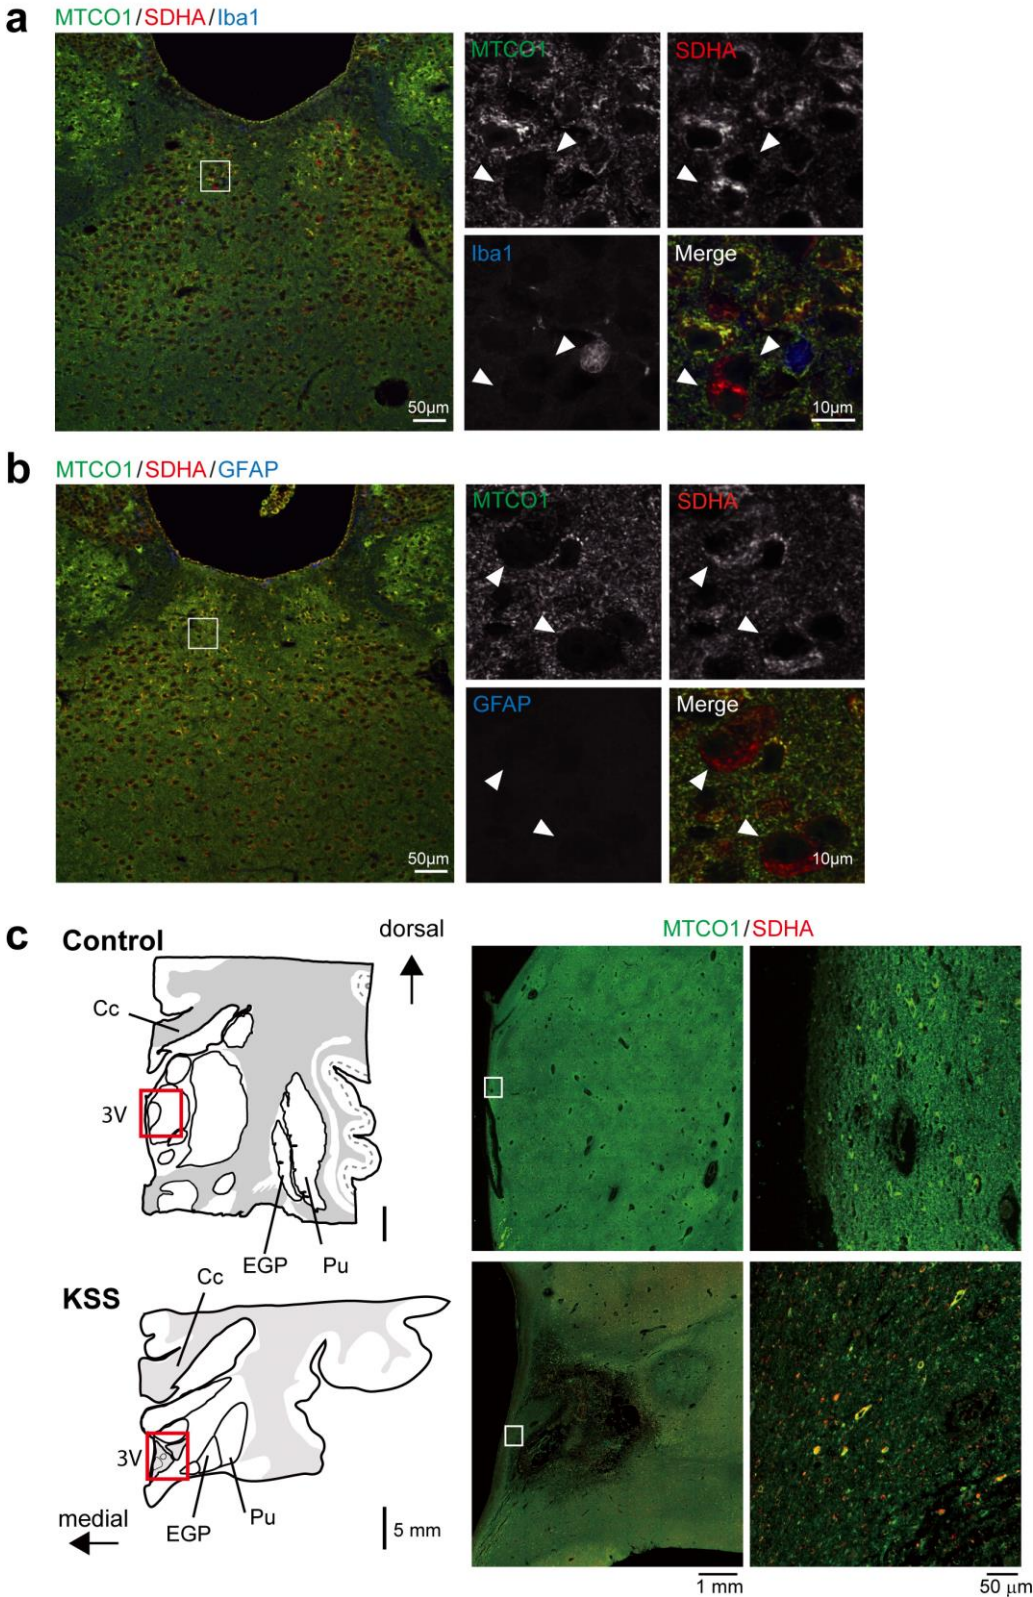 a
MTCO1/SDHA/Iba1
MTCO1
SDHA
Iba1
Merge
50μm
10μm
b
MTCO1/SDHA/GFAP
MTCO1
SDHA
GFAP
Merge
50μm
10μm
c
Control
dorsal
MTCO1/SDHA
Cc
3V
EGP
Pu
KSS
Cc
3V
EGP
Pu
medial
5 mm
1 mm
50 μm